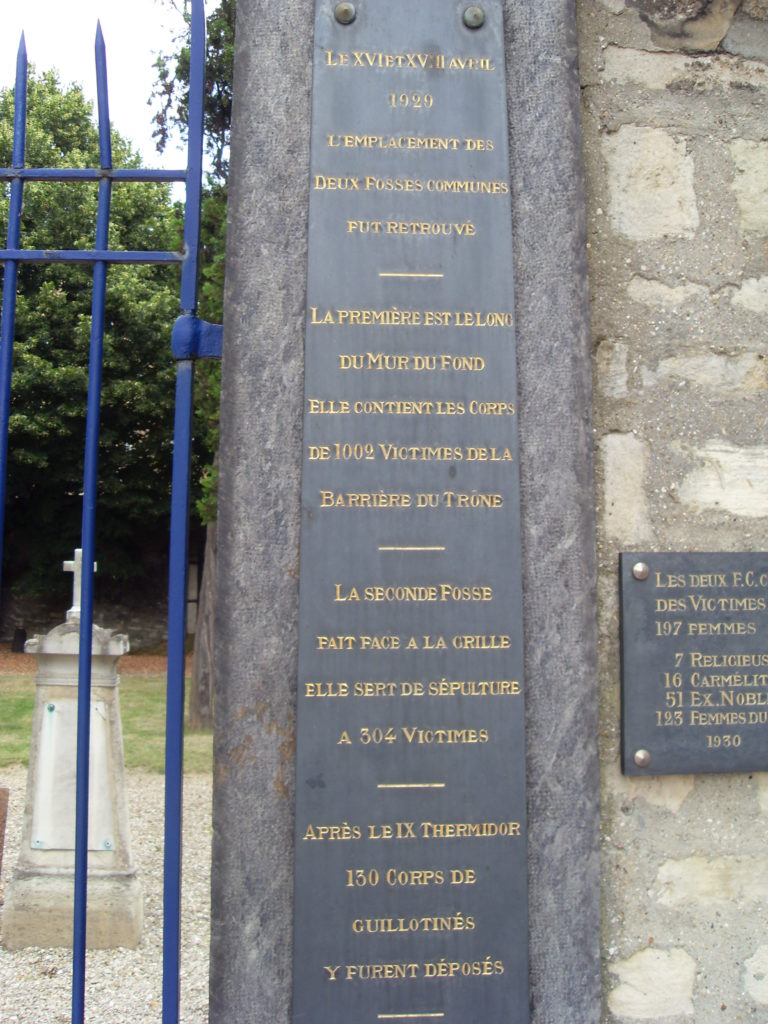 LE XVI ET XVIII AVRIL
1929
L'EMPLACEMENT DES
DEUX FOSSES COMMUNES
FUT RETROUVÉ
LA PREMIÈRE EST LE LONG
DU MUR DU FOND
ELLE CONTIENT LES CORPS
DE 1002 VICTIMES DE LA
BARRIÈRE DU TRÔNE
LA SECONDE FOSSE
FAIT FACE A LA GRILLE
ELLE SERT DE SÉPULTURE
A 304 VICTIMES
APRÈS LE IX THERMIDOR
130 CORPS DE
GUILLOTINÉS
Y FURENT DÉPOSÉS
LES DEUX F.C. C
DES VICTIMES
197 FEMMES
7 RELIGIEUS
16 CARMÉLIT
51 EX. NOBL
123 FEMMES DU
1930